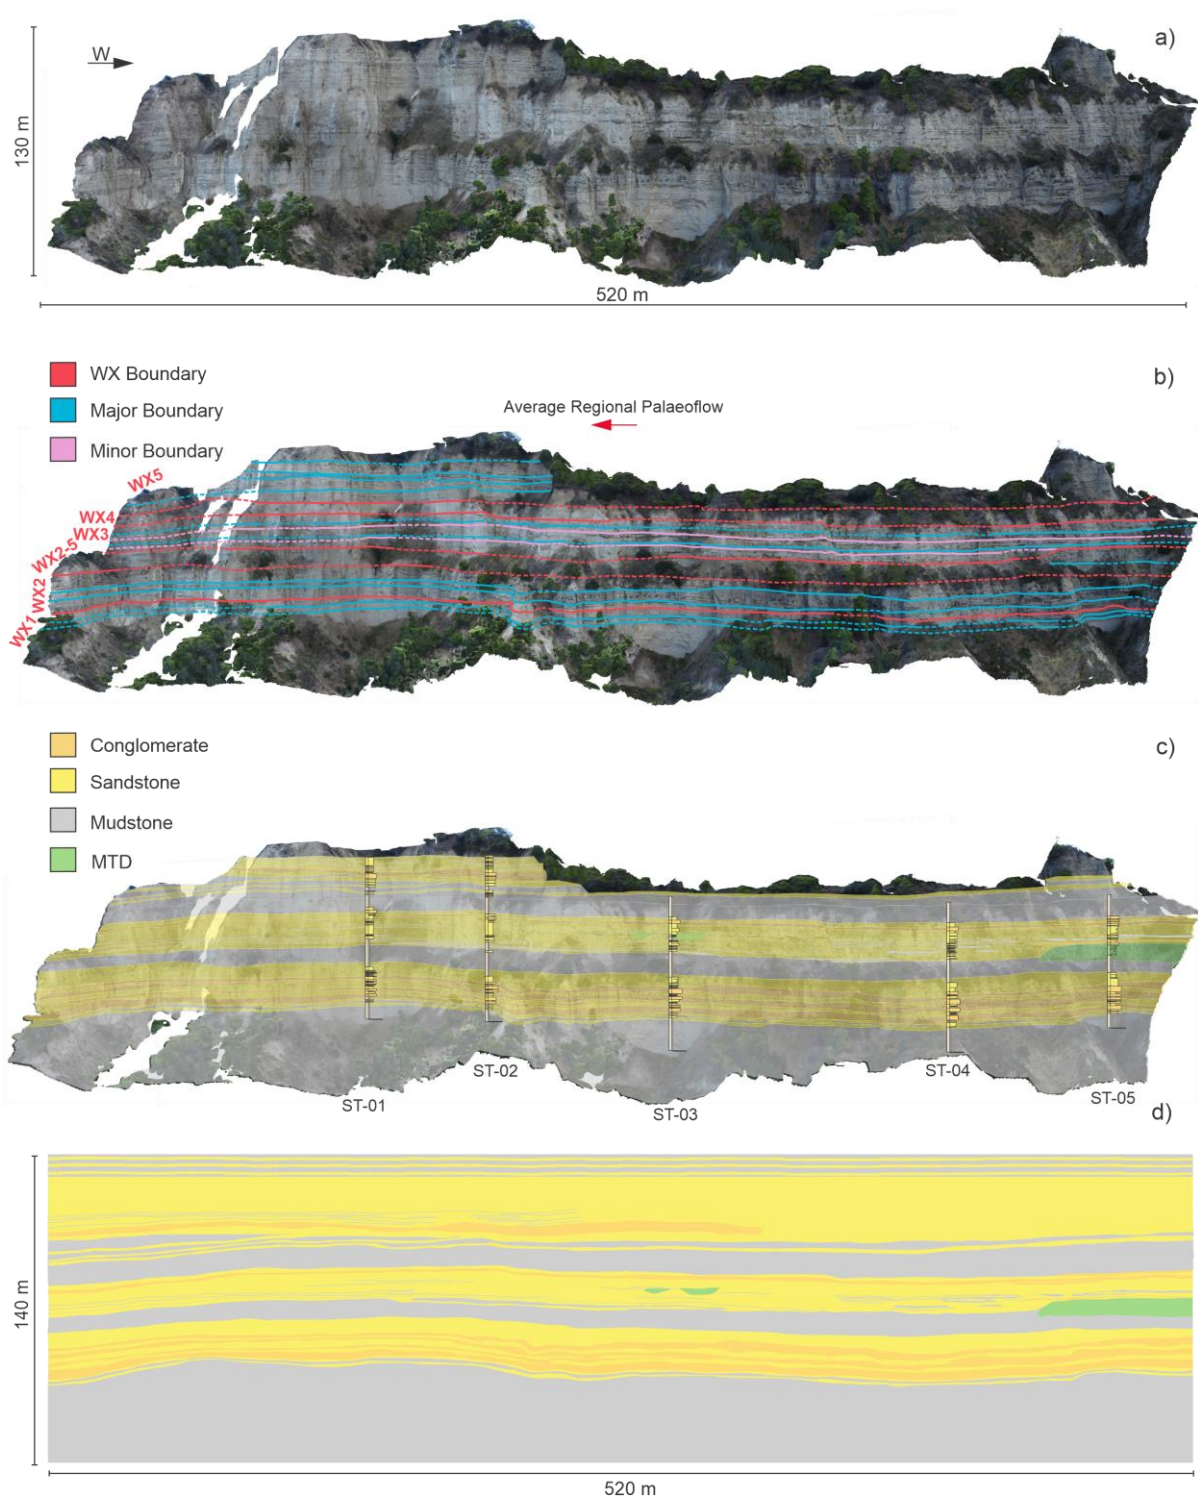 a)
W
130 m
520 m
b)
WX Boundary
Major Boundary
Minor Boundary
Average Regional Palaeoflow
WX5
WX4
WX3
WX2-5
WX2
WX1
c)
Conglomerate
Sandstone
Mudstone
MTD
ST-01
ST-02
ST-03
ST-04
ST-05
d)
140 m
520 m